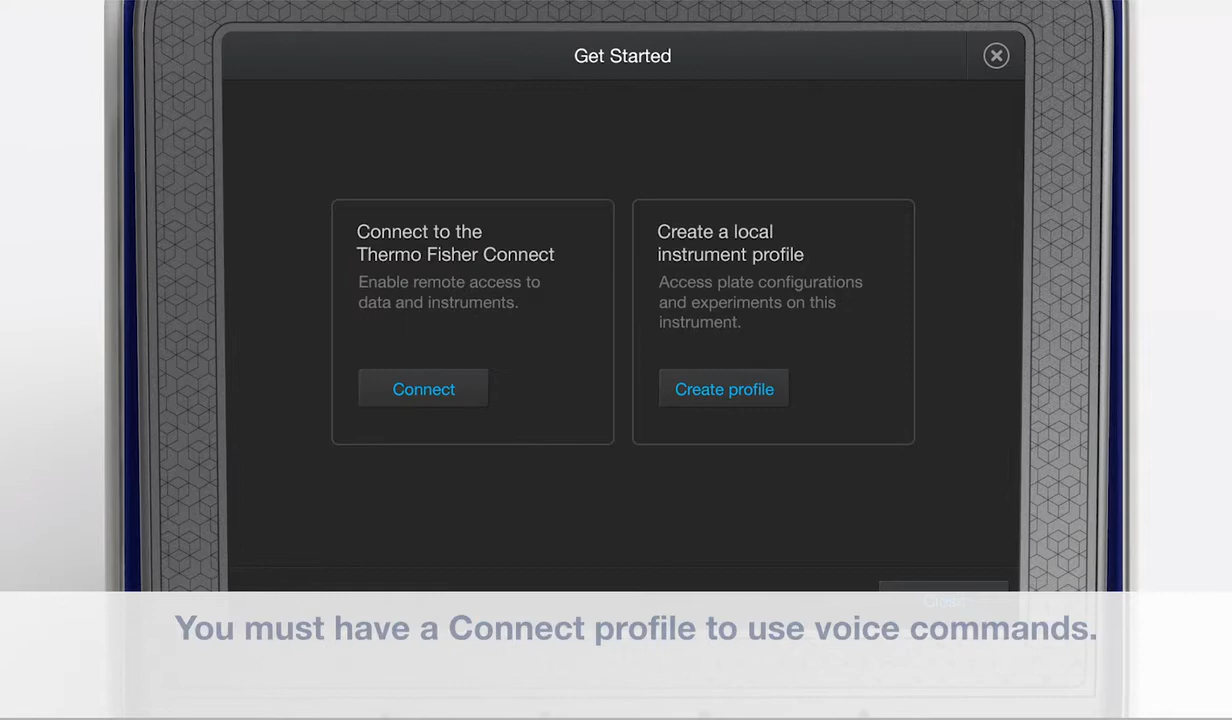 Get Started
Connect to the
Thermo Fisher Connect
Enable remote access to
data and instruments.
Connect
Create a local
instrument profile
Access plate configurations
and experiments on this
instrument.
Create profile
Close
You must have a Connect profile to use voice commands.